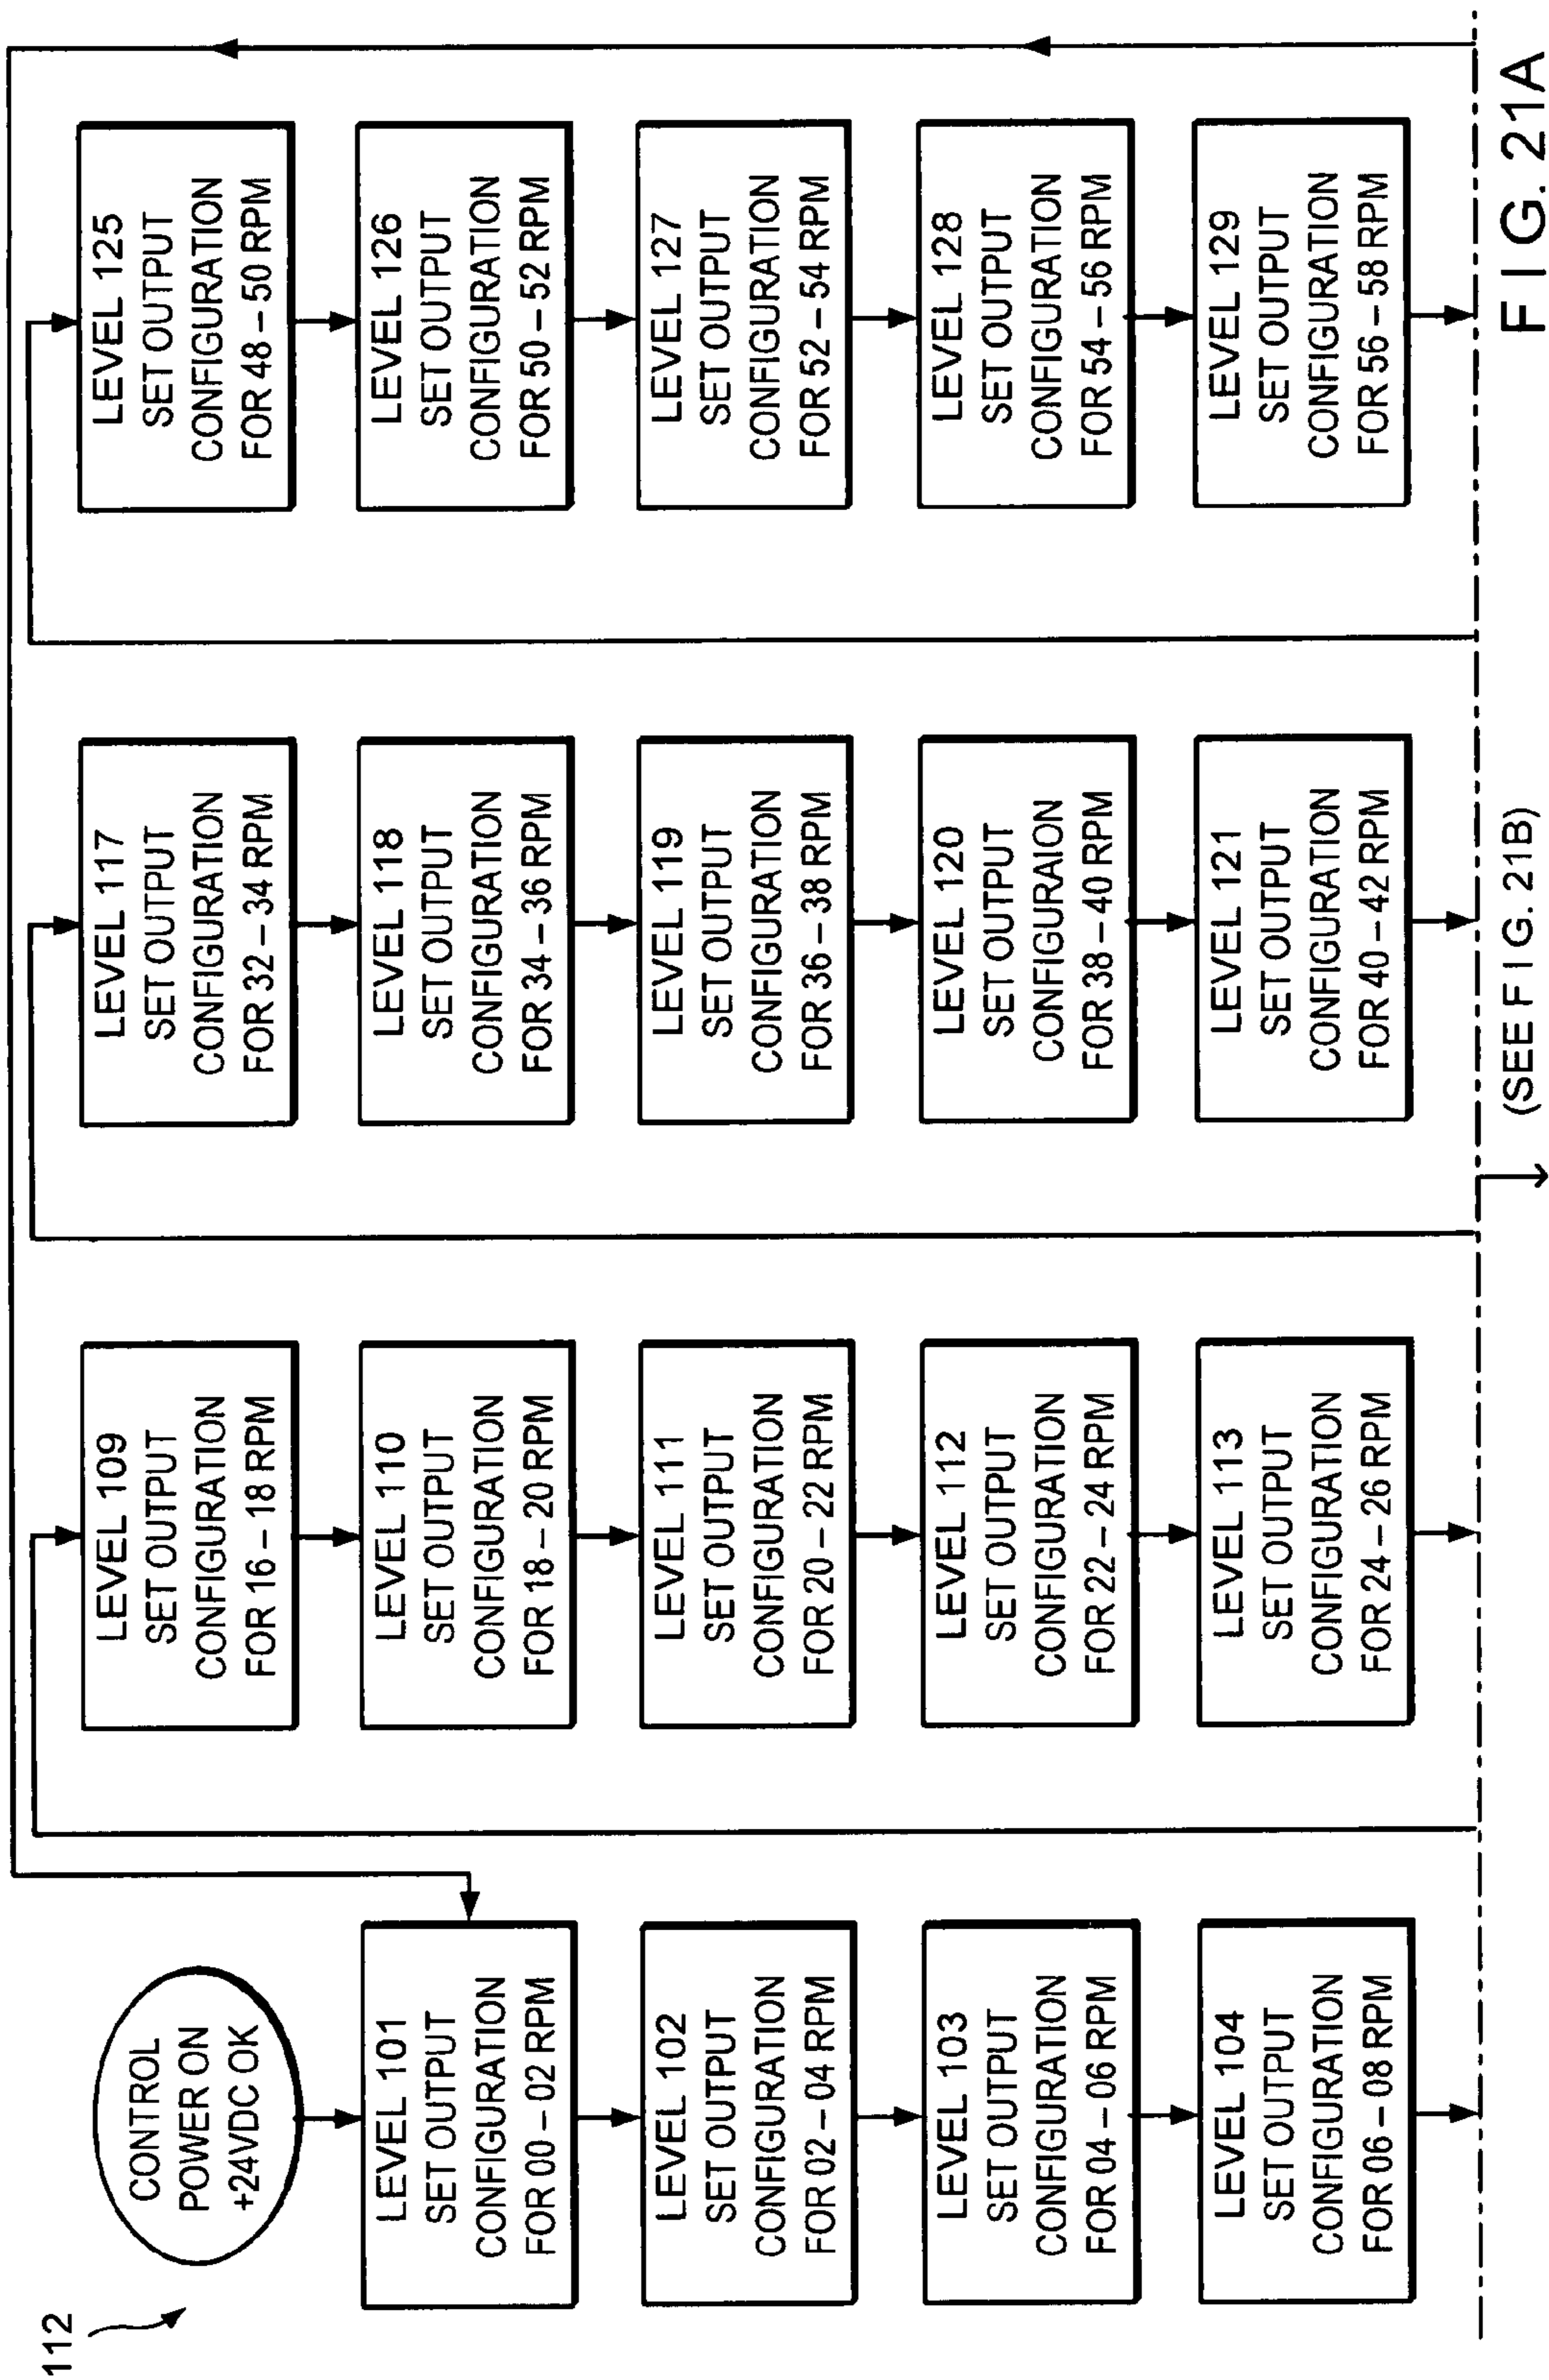 112
CONTROL
POWER ON
+24VDC OK
LEVEL 101
SET OUTPUT
CONFIGURATION
FOR 00 – 02 RPM
LEVEL 102
SET OUTPUT
CONFIGURATION
FOR 02 – 04 RPM
LEVEL 103
SET OUTPUT
CONFIGURATION
FOR 04 – 06 RPM
LEVEL 104
SET OUTPUT
CONFIGURATION
FOR 06 – 08 RPM
LEVEL 109
SET OUTPUT
CONFIGURATION
FOR 16 – 18 RPM
LEVEL 110
SET OUTPUT
CONFIGURATION
FOR 18 – 20 RPM
LEVEL 111
SET OUTPUT
CONFIGURATION
FOR 20 – 22 RPM
LEVEL 112
SET OUTPUT
CONFIGURATION
FOR 22 – 24 RPM
LEVEL 113
SET OUTPUT
CONFIGURATION
FOR 24 – 26 RPM
LEVEL 117
SET OUTPUT
CONFIGURATION
FOR 32 – 34 RPM
LEVEL 118
SET OUTPUT
CONFIGURATION
FOR 34 – 36 RPM
LEVEL 119
SET OUTPUT
CONFIGURATION
FOR 36 – 38 RPM
LEVEL 120
SET OUTPUT
CONFIGURAION
FOR 38 – 40 RPM
LEVEL 121
SET OUTPUT
CONFIGURATION
FOR 40 – 42 RPM
LEVEL 125
SET OUTPUT
CONFIGURATION
FOR 48 – 50 RPM
LEVEL 126
SET OUTPUT
CONFIGURATION
FOR 50 – 52 RPM
LEVEL 127
SET OUTPUT
CONFIGURATION
FOR 52 – 54 RPM
LEVEL 128
SET OUTPUT
CONFIGURATION
FOR 54 – 56 RPM
LEVEL 129
SET OUTPUT
CONFIGURATION
FOR 56 – 58 RPM
(SEE FIG. 21B)
FIG. 21A